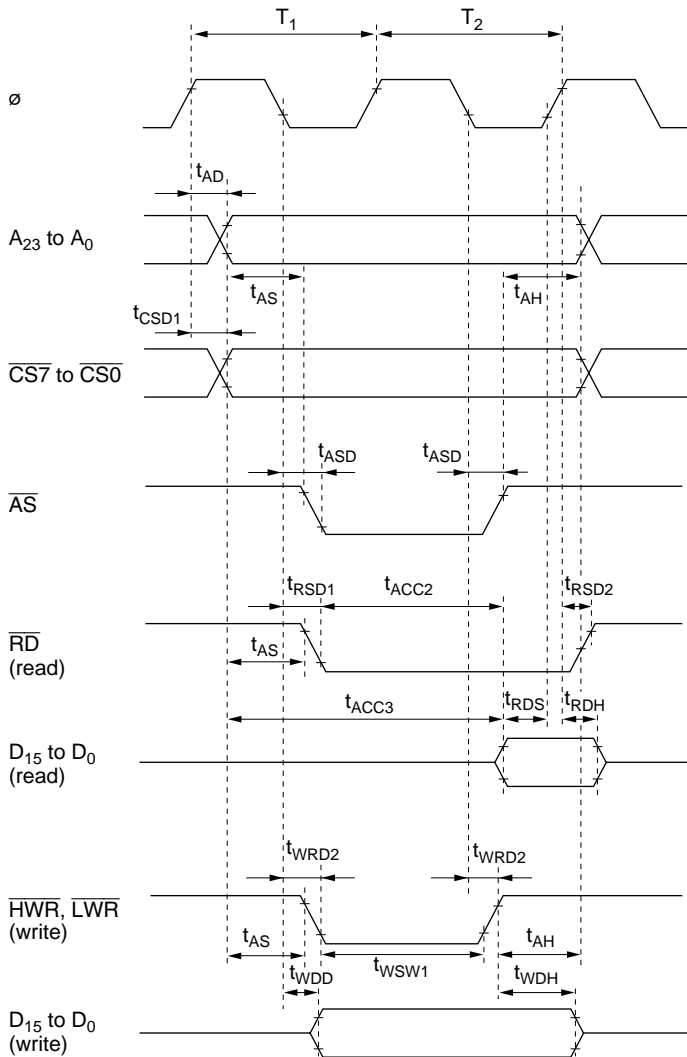 T1 T2
ø
tAD
A23 to A0
tAS tAH
tCSD1
CS7 to CS0
tASD tASD
AS
tRSD1 tACC2 tRSD2
RD
(read)
tAS
tACC3 tRDS tRDH
D15 to D0
(read)
tWRD2 tWRD2
HWR, LWR
(write)
tAS tAH
tWDD tWSW1 tWDH
D15 to D0
(write)